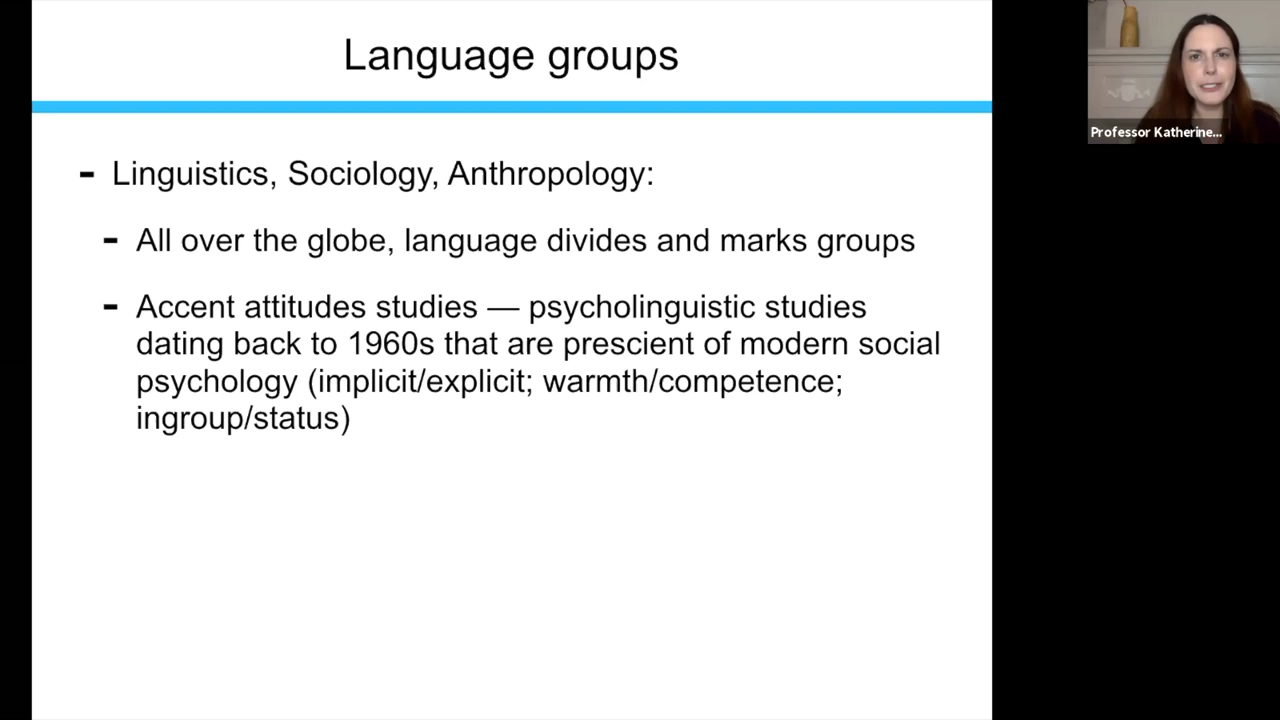 Language groups
- Linguistics, Sociology, Anthropology:
- All over the globe, language divides and marks groups
- Accent attitudes studies — psycholinguistic studies
dating back to 1960s that are prescient of modern social
psychology (implicit/explicit; warmth/competence;
ingroup/status)
Professor Katherine...